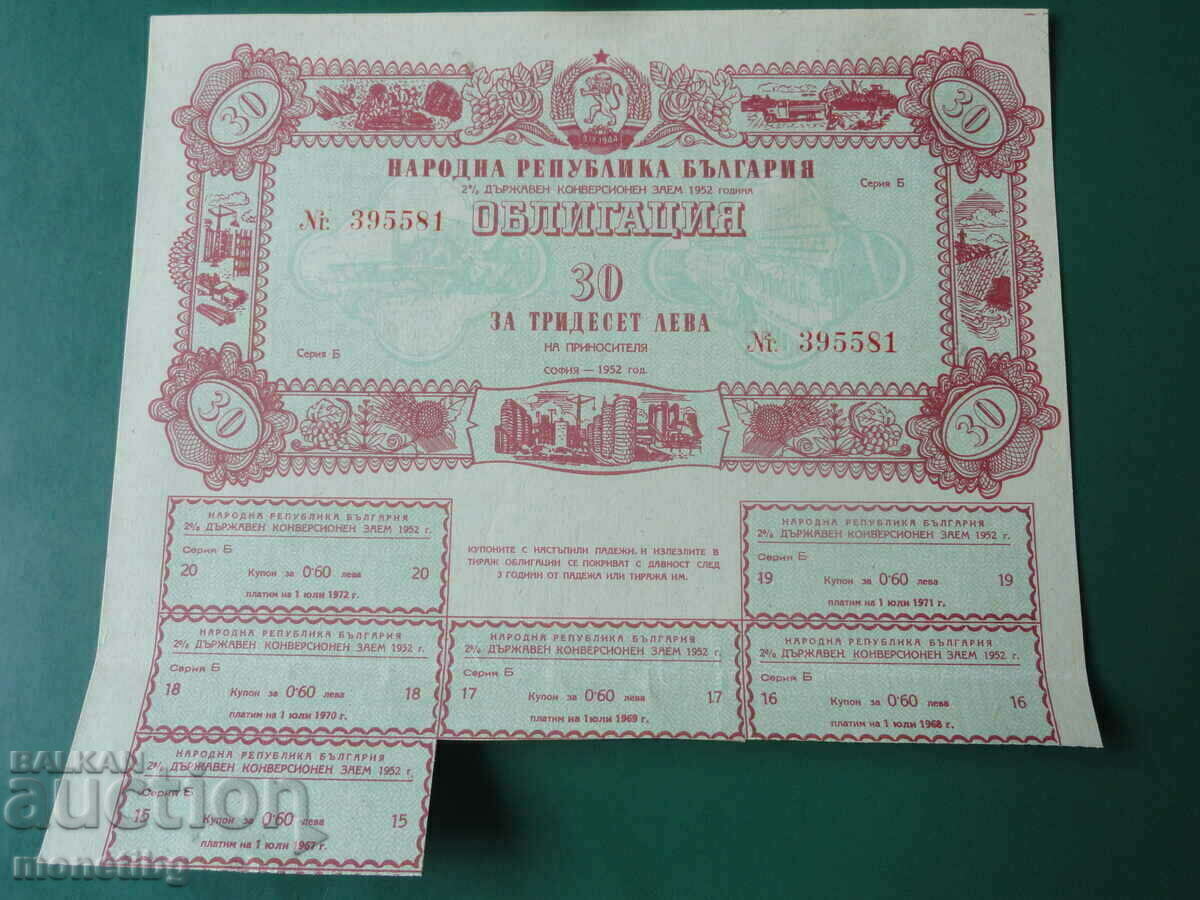 30
30
НАРОДНА РЕПУБЛИКА БЪЛГАРИЯ
2% ДЪРЖАВЕН КОНВЕРСИОНЕН ЗАЕМ 1952 ГОДИНА
Серия Б
№ 395581
ОБЛИГАЦИЯ
30
ЗА ТРИДЕСЕТ ЛЕВА
НА ПРИНОСИТЕЛЯ
№ 395581
Серия Б
СОФИЯ — 1952 ГОД.
30
30
НАРОДНА РЕПУБЛИКА БЪЛГАРИЯ
2% ДЪРЖАВЕН КОНВЕРСИОНЕН ЗАЕМ 1952 г.
Серия Б
20 Купон за 0·60 лева 20
платим на 1 юли 1972 г.
КУПОНИТЕ С НАСТЪПИЛИ ПАДЕЖИ, И ИЗЛЕЗЛИТЕ В
ТИРАЖ ОБЛИГАЦИИ СЕ ПОКРИВАТ С ДАВНОСТ СЛЕД
3 ГОДИНИ ОТ ПАДЕЖА ИЛИ ТИРАЖА ИМ.
НАРОДНА РЕПУБЛИКА БЪЛГАРИЯ
2% ДЪРЖАВЕН КОНВЕРСИОНЕН ЗАЕМ 1952 г.
Серия Б
19 Купон за 0·60 лева 19
платим на 1 юли 1971 г.
НАРОДНА РЕПУБЛИКА БЪЛГАРИЯ
2% ДЪРЖАВЕН КОНВЕРСИОНЕН ЗАЕМ 1952 г.
Серия Б
18 Купон за 0·60 лева 18
платим на 1 юли 1970 г.
НАРОДНА РЕПУБЛИКА БЪЛГАРИЯ
2% ДЪРЖАВЕН КОНВЕРСИОНЕН ЗАЕМ 1952 г.
Серия Б
17 Купон за 0·60 лева 17
платим на 1 юли 1969 г.
НАРОДНА РЕПУБЛИКА БЪЛГАРИЯ
2% ДЪРЖАВЕН КОНВЕРСИОНЕН ЗАЕМ 1952 г.
Серия Б
16 Купон за 0·60 лева 16
платим на 1 юли 1968 г.
НАРОДНА РЕПУБЛИКА БЪЛГАРИЯ
2% ДЪРЖАВЕН КОНВЕРСИОНЕН ЗАЕМ 1952 г.
Серия Б
15 Купон за 0·60 лева 15
платим на 1 юли 1967 г.
BALKAN
auction
monetibg